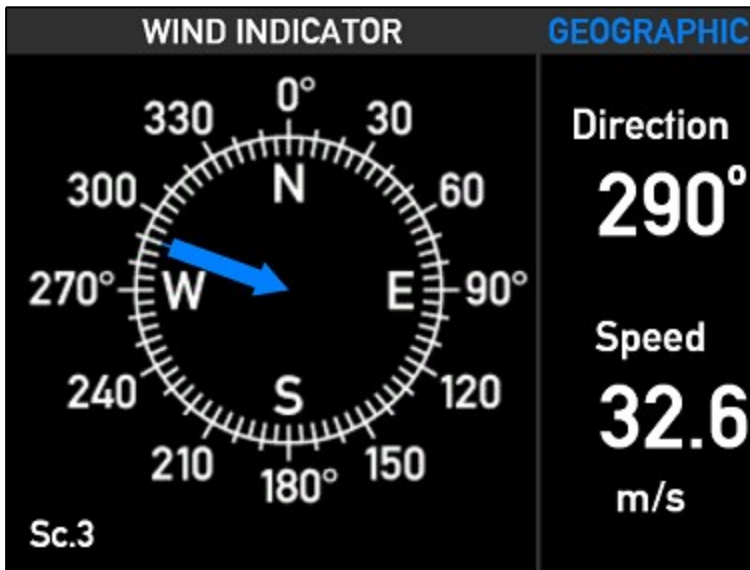 WIND INDICATOR
GEOGRAPHIC
0°
330
30
300
N
60
270°
W
E
90°
240
S
120
210
150
180°
Sc.3
Direction
290°
Speed
32.6
m/s